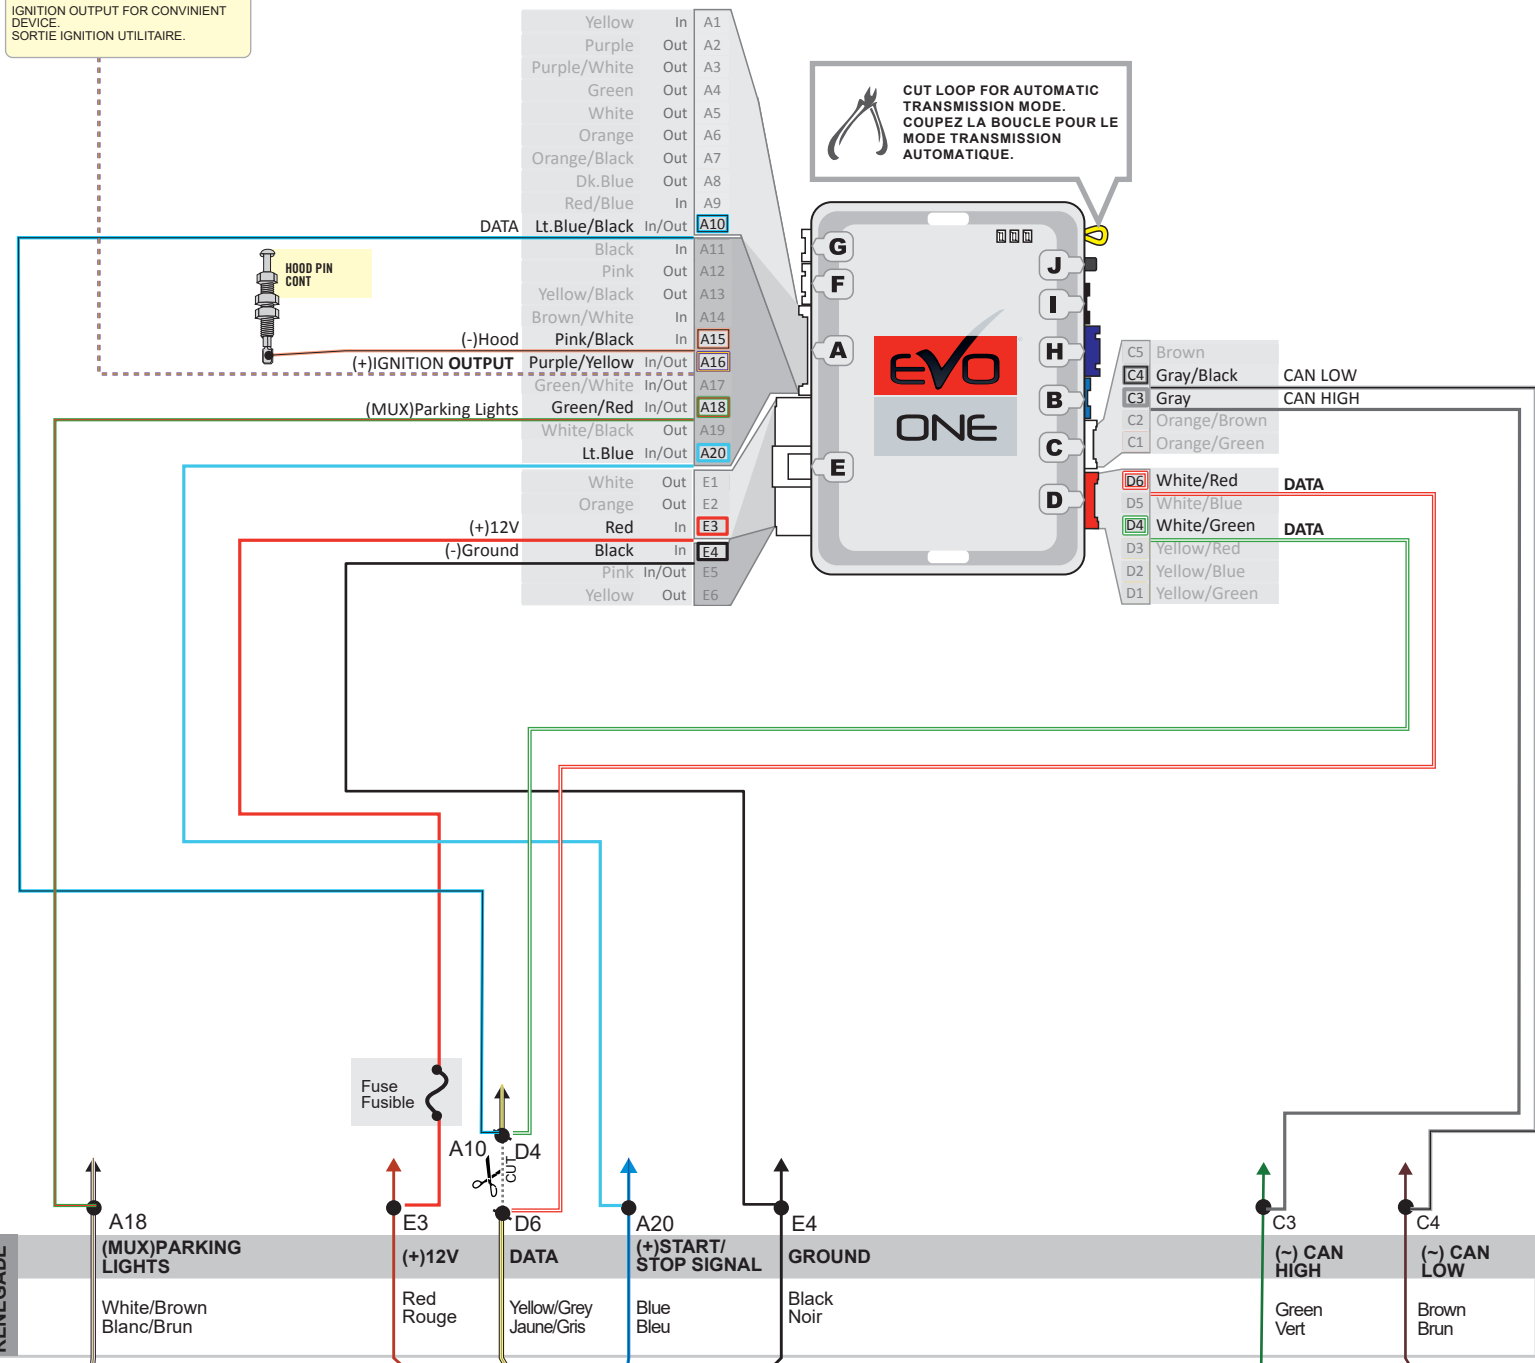 IGNITION OUTPUT FOR CONVINIENT
DEVICE.
SORTIE IGNITION UTILITAIRE.
Yellow In A1
Purple Out A2
Purple/White Out A3
Green Out A4
White Out A5
Orange Out A6
Orange/Black Out A7
Dk.Blue Out A8
Red/Blue In A9
DATA Lt.Blue/Black In/Out A10
Black In A11
Pink Out A12
Yellow/Black Out A13
Brown/White In A14
(-)Hood Pink/Black In A15
(+)IGNITION OUTPUT Purple/Yellow In/Out A16
Green/White In/Out A17
(MUX)Parking Lights Green/Red In/Out A18
White/Black Out A19
Lt.Blue In/Out A20
White Out E1
Orange Out E2
(+)12V Red In E3
(-)Ground Black In E4
Pink In/Out E5
Yellow Out E6
HOOD PIN
CONT
CUT LOOP FOR AUTOMATIC
TRANSMISSION MODE.
COUPEZ LA BOUCLE POUR LE
MODE TRANSMISSION
AUTOMATIQUE.
G
F
A
E
J
I
H
B
C
D
EVO
ONE
C5 Brown
C4 Gray/Black CAN LOW
C3 Gray CAN HIGH
C2 Orange/Brown
C1 Orange/Green
D6 White/Red DATA
D5 White/Blue
D4 White/Green DATA
D3 Yellow/Red
D2 Yellow/Blue
D1 Yellow/Green
Fuse
Fusible
A10
D4
CUT
A18
E3
D6
A20
E4
C3
C4
RENEGADE
(MUX)PARKING
LIGHTS
(+)12V
DATA
(+)START/
STOP SIGNAL
GROUND
(~) CAN
HIGH
(~) CAN
LOW
White/Brown
Blanc/Brun
Red
Rouge
Yellow/Grey
Jaune/Gris
Blue
Bleu
Black
Noir
Green
Vert
Brown
Brun